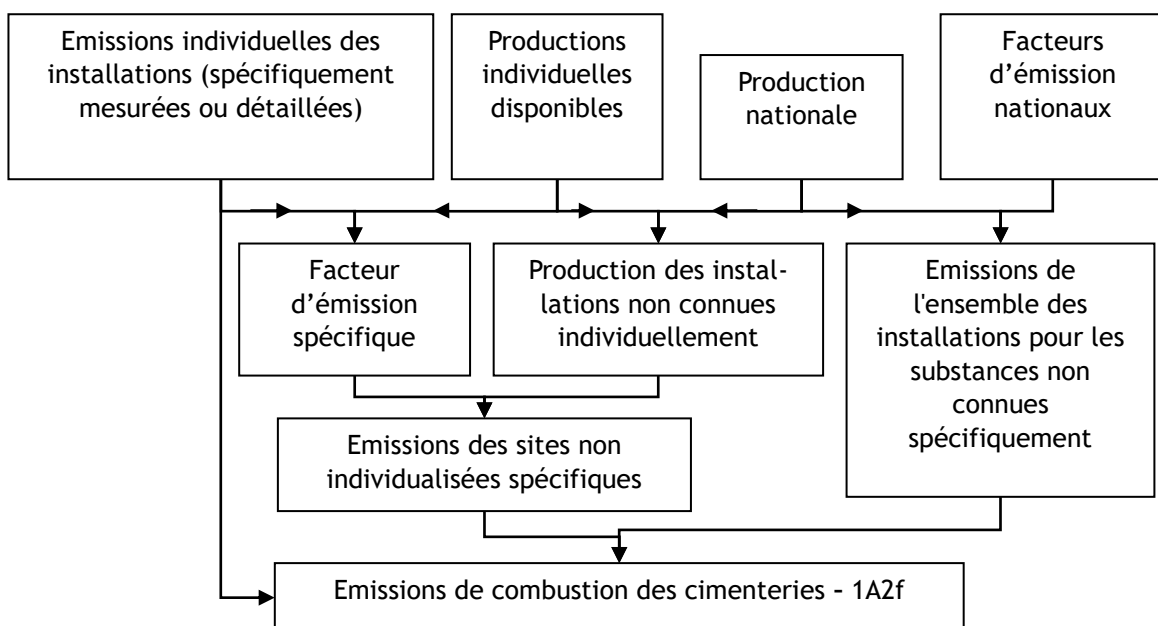 Emissions individuelles des
installations (spécifiquement
mesurées ou détaillées)
Productions
individuelles
disponibles
Production
nationale
Facteurs
d’émission
nationaux
Facteur
d’émission
spécifique
Production des instal-
lations non connues
individuellement
Emissions de
l'ensemble des
installations pour les
substances non
connues
spécifiquement
Emissions des sites non
individualisées spécifiques
Emissions de combustion des cimenteries – 1A2f